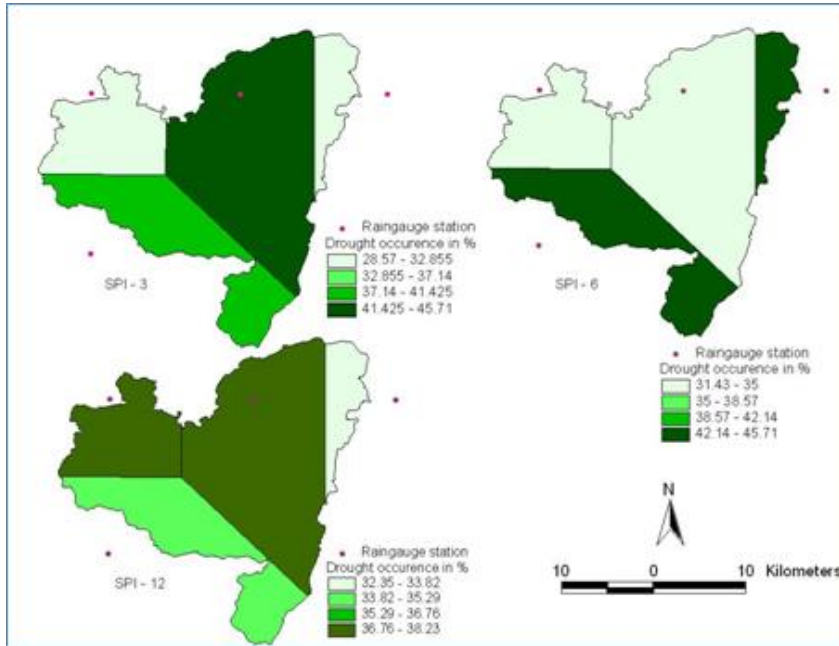 Raingauge station
Drought occurence in %
28.57 - 32.855
32.855 - 37.14
37.14 - 41.425
41.425 - 45.71
SPI - 3
SPI - 6
Raingauge station
Drought occurence in %
31.43 - 35
35 - 38.57
38.57 - 42.14
42.14 - 45.71
Raingauge station
Drought occurence in %
32.35 - 33.82
33.82 - 35.29
35.29 - 36.76
36.76 - 38.23
SPI - 12
N
10 0 10 Kilometers